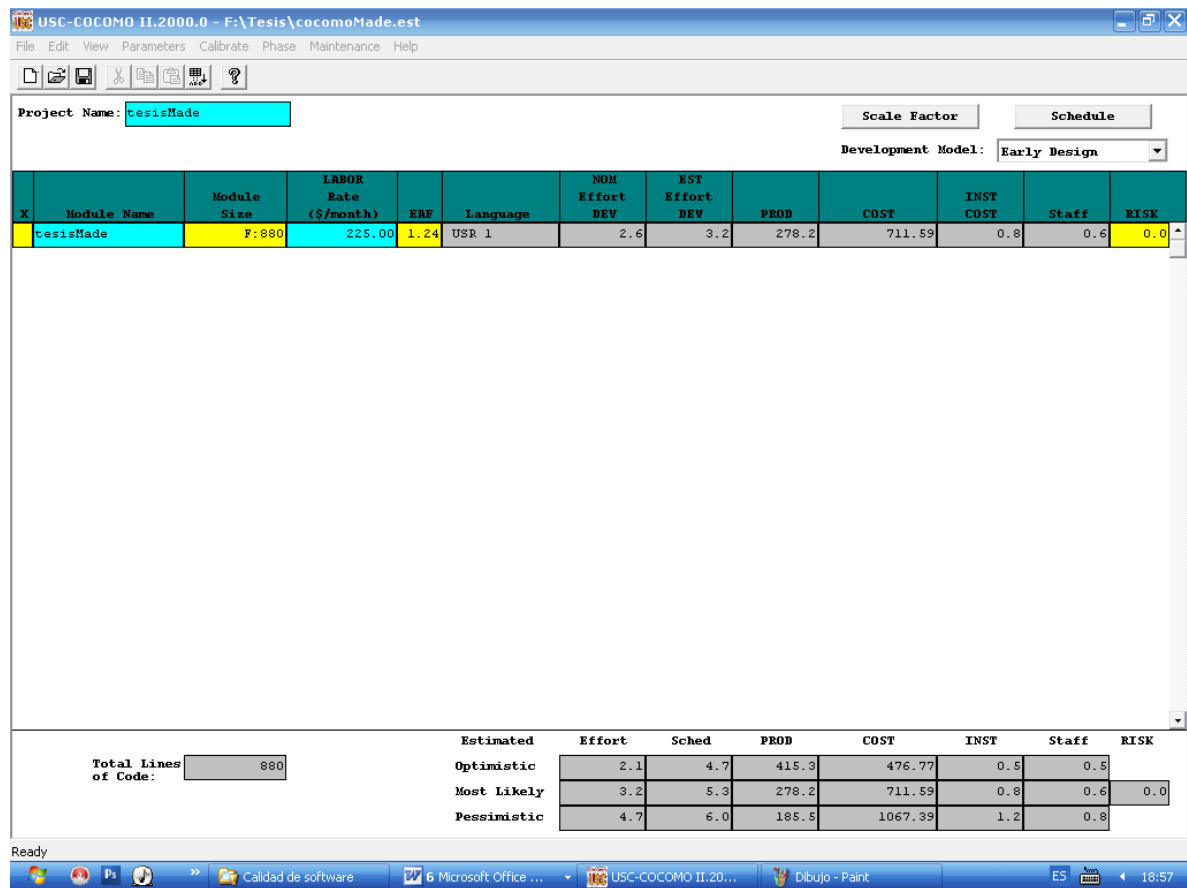 USC-COCOMO II.2000.0 - F:\Tesis\cocomoMade.est
File Edit View Parameters Calibrate Phase Maintenance Help
Project Name: tesisMade
Scale Factor Schedule
Development Model: Early Design
X Module Name Module Size LABOR Rate ($/month) EAF Language NOM Effort DEV EST Effort DEV PROD COST INST COST Staff RISK
tesisMade F:880 225.00 1.24 USR 1 2.6 3.2 278.2 711.59 0.8 0.6 0.0
Estimated Effort Sched PROD COST INST Staff RISK
Total Lines of Code: 880
Optimistic 2.1 4.7 415.3 476.77 0.5 0.5
Most Likely 3.2 5.3 278.2 711.59 0.8 0.6 0.0
Pessimistic 4.7 6.0 185.5 1067.39 1.2 0.8
Ready
Ps » Calidad de software 6 Microsoft Office ... USC-COCOMO II.20... Dibujo - Paint ES 18:57